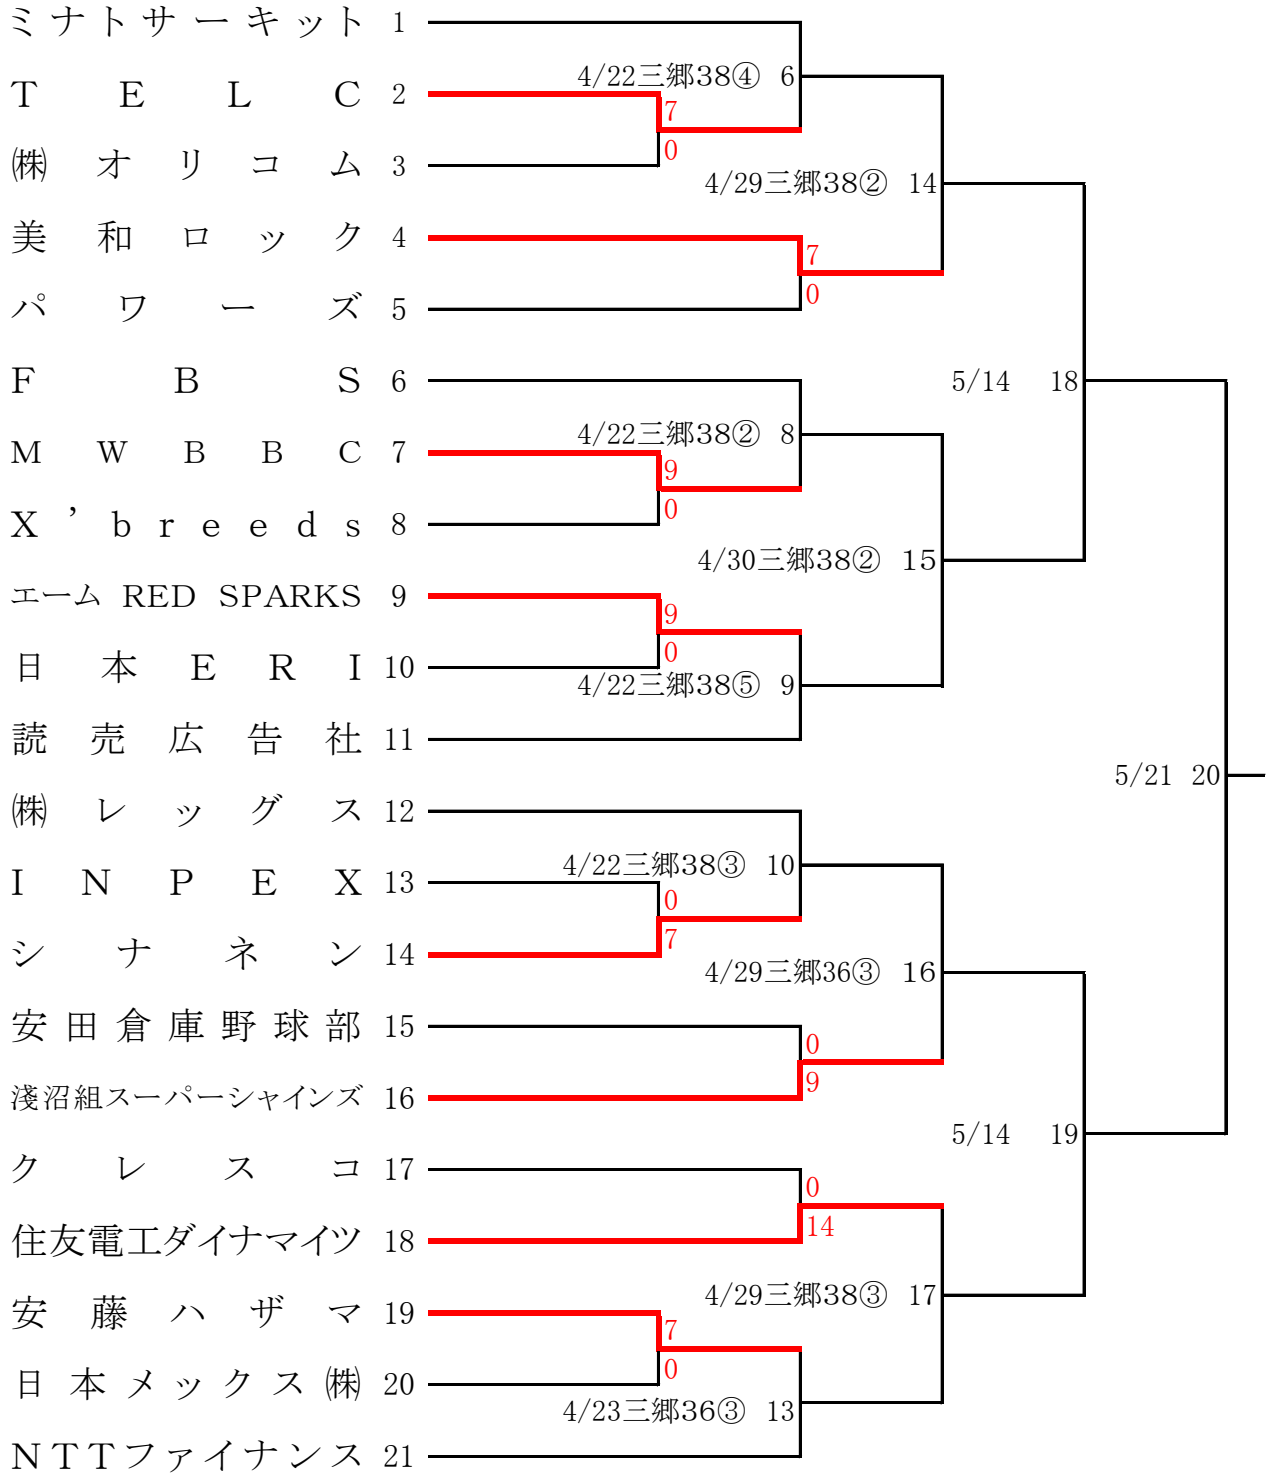 ミナトサーキット 1
4/22三郷38④ 6
TELC 2
7
0
㈱オリコム 3
4/29三郷38② 14
美和ロック 4
7
0
パワーズ 5
FBS 6
5/14 18
4/22三郷38② 8
MWBBC 7
9
0
X’breeds 8
4/30三郷38② 15
エーム RED SPARKS 9
9
0
日本ERI 10
4/22三郷38⑤ 9
読売広告社 11
5/21 20
㈱レッグス 12
4/22三郷38③ 10
INPEX 13
0
7
シナネン 14
4/29三郷36③ 16
安田倉庫野球部 15
0
9
淺沼組スーパーシャインズ 16
5/14 19
クレスコ 17
0
14
住友電工ダイナマイツ 18
4/29三郷38③ 17
安藤ハザマ 19
7
0
日本メックス㈱ 20
4/23三郷36③ 13
NTTファイナンス 21